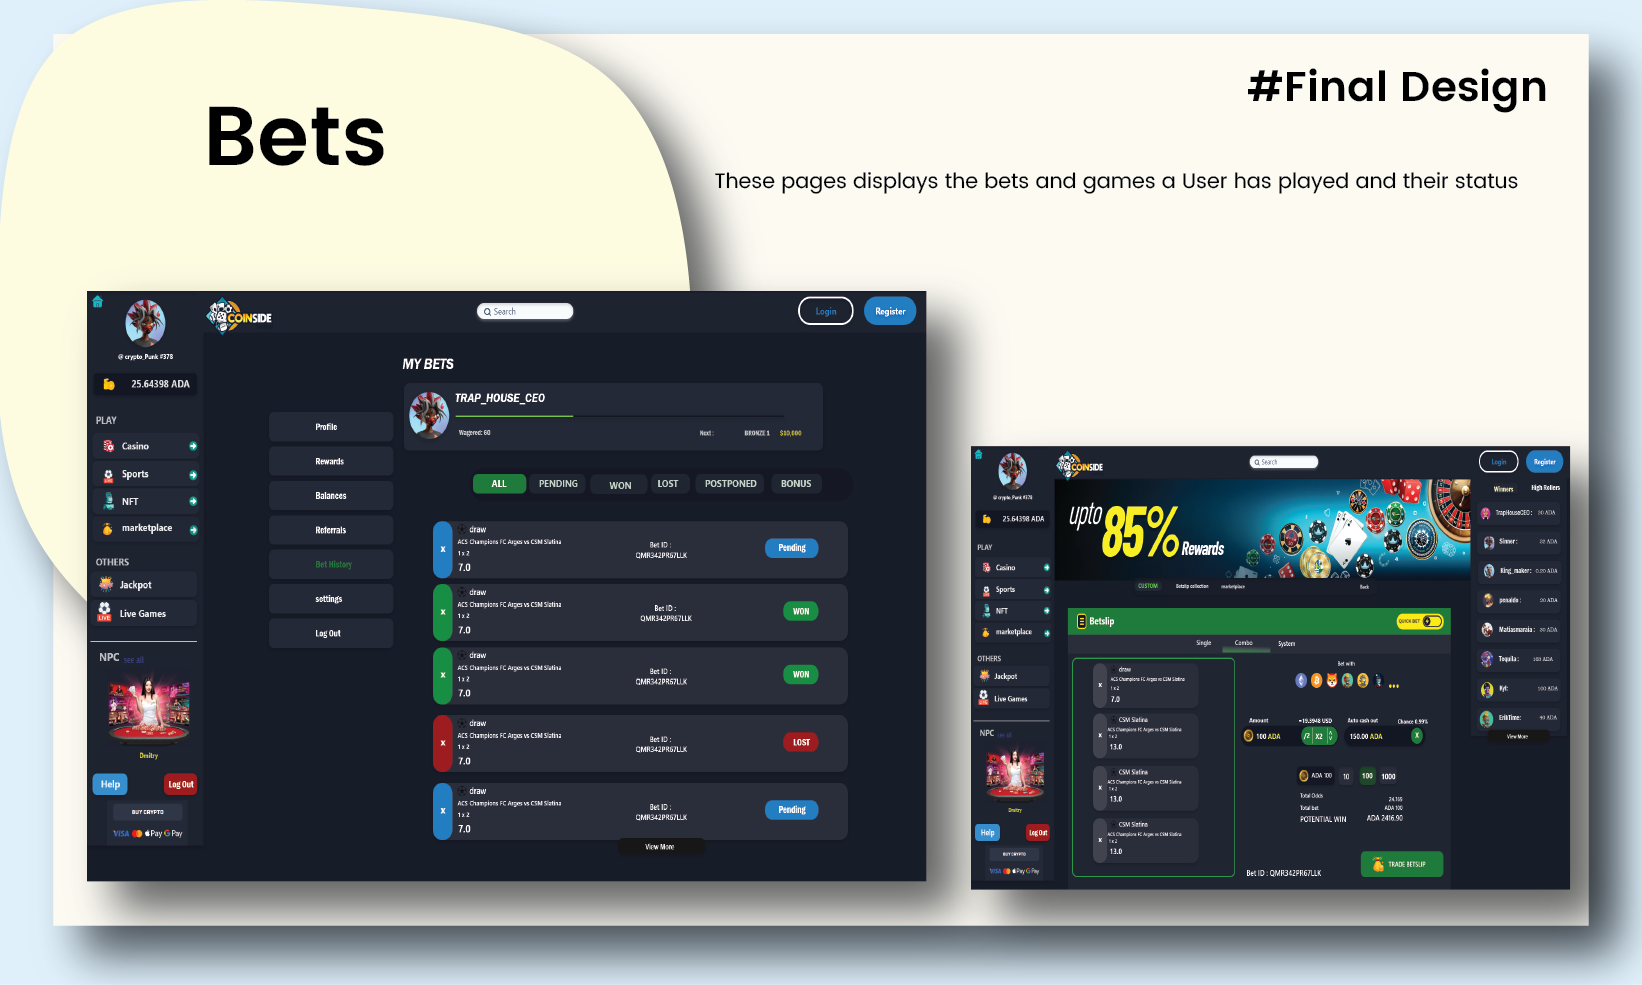 Bets
#Final Design
These pages displays the bets and games a User has played and their status
COINSIDE
Search
Login
Register
@ crypto_Punk #378
25.64398 ADA
PLAY
Casino
Sports
NFT
marketplace
OTHERS
Jackpot
Live Games
NPC see all
Dmitry
Help
Log Out
BUY CRYPTO
VISA Pay G Pay
Profile
Rewards
Balances
Referrals
Bet History
settings
Log Out
MY BETS
TRAP_HOUSE_CEO
Wagered: 60
Next :
BRONZE 1 $10,000
ALL PENDING WON LOST POSTPONED BONUS
x
draw
ACS Champions FC Arges vs CSM Slatina
1 x 2
7.0
Bet ID :
QMR342PR67LLK
Pending
x
draw
ACS Champions FC Arges vs CSM Slatina
1 x 2
7.0
Bet ID :
QMR342PR67LLK
WON
x
draw
ACS Champions FC Arges vs CSM Slatina
1 x 2
7.0
Bet ID :
QMR342PR67LLK
WON
x
draw
ACS Champions FC Arges vs CSM Slatina
1 x 2
7.0
Bet ID :
QMR342PR67LLK
LOST
x
draw
ACS Champions FC Arges vs CSM Slatina
1 x 2
7.0
Bet ID :
QMR342PR67LLK
Pending
View More
COINSIDE
Search
Login
Register
@ crypto_Punk #378
25.64398 ADA
PLAY
Casino
Sports
NFT
marketplace
OTHERS
Jackpot
Live Games
NPC see all
Dmitry
Help
Log Out
BUY CRYPTO
VISA Pay G Pay
upto
85%
Rewards
CUSTOM Betslip collection marketplace Back
Betslip
QUICK BET
Single Combo System
x
draw
ACS Champions FC Arges vs CSM Slatina
1 x 2
7.0
x
CSM Slatina
ACS Champions FC Arges vs CSM Slatina
1 x 2
13.0
x
CSM Slatina
ACS Champions FC Arges vs CSM Slatina
1 x 2
13.0
x
CSM Slatina
ACS Champions FC Arges vs CSM Slatina
1 x 2
13.0
Bet with
Amount ≈19.3948 USD Auto cash out Chance 0.99%
100 ADA /2 X2 150.00 ADA X
ADA 100 10 100 1000
Total Odds 24.169
Total bet ADA 100
POTENTIAL WIN ADA 2416.90
TRADE BETSLIP
Bet ID : QMR342PR67LLK
Winners High Rollers
TrapHouseCEO : 30 ADA
Sinner :
King_maker : 0.29 ADA
penaldo : 20 ADA
Matiasmaraia : 30 ADA
Tequila :
Kyl: 100 ADA
ErikTime: 40 ADA
View More